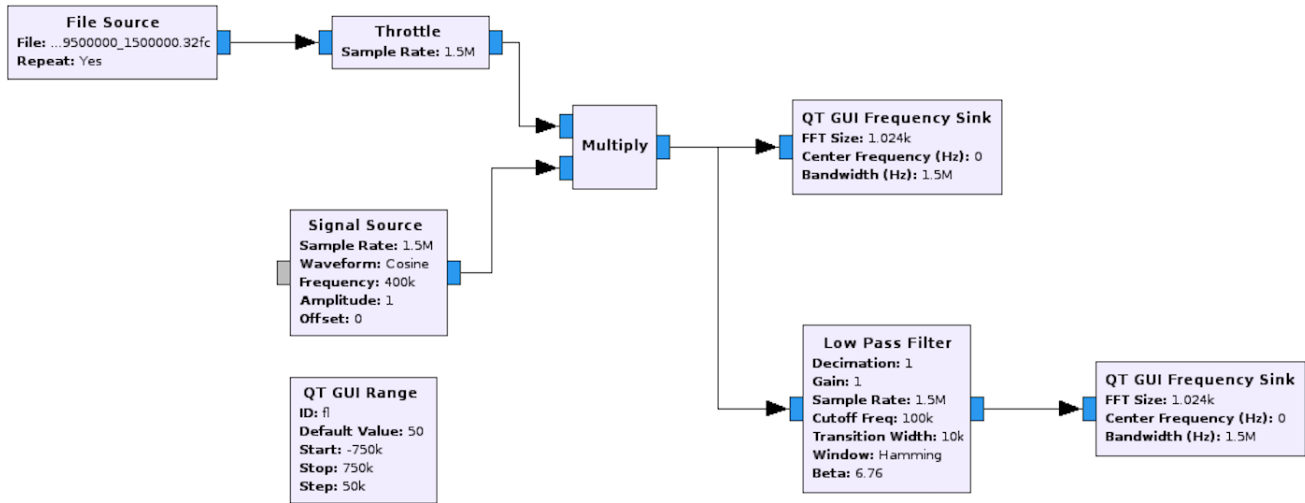 File Source
File: ...9500000_1500000.32fc
Repeat: Yes
Throttle
Sample Rate: 1.5M
Multiply
QT GUI Frequency Sink
FFT Size: 1.024k
Center Frequency (Hz): 0
Bandwidth (Hz): 1.5M
Signal Source
Sample Rate: 1.5M
Waveform: Cosine
Frequency: 400k
Amplitude: 1
Offset: 0
QT GUI Range
ID: fl
Default Value: 50
Start: -750k
Stop: 750k
Step: 50k
Low Pass Filter
Decimation: 1
Gain: 1
Sample Rate: 1.5M
Cutoff Freq: 100k
Transition Width: 10k
Window: Hamming
Beta: 6.76
QT GUI Frequency Sink
FFT Size: 1.024k
Center Frequency (Hz): 0
Bandwidth (Hz): 1.5M